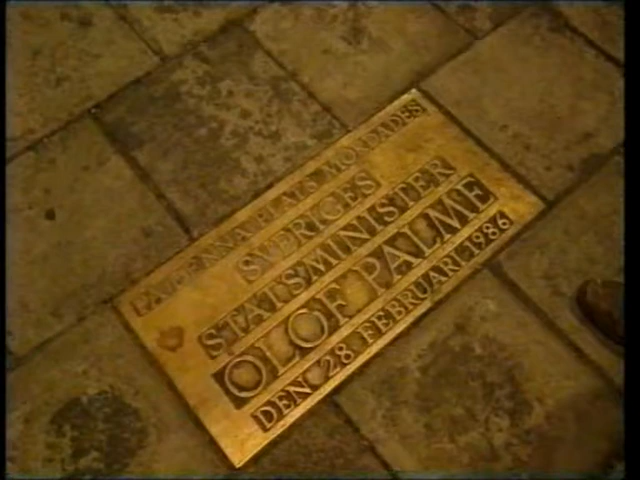 PÅ DENNA PLATS MÖRDADES
SVERIGES
STATSMINISTER
OLOF PALME
DEN 28 FEBRUARI 1986